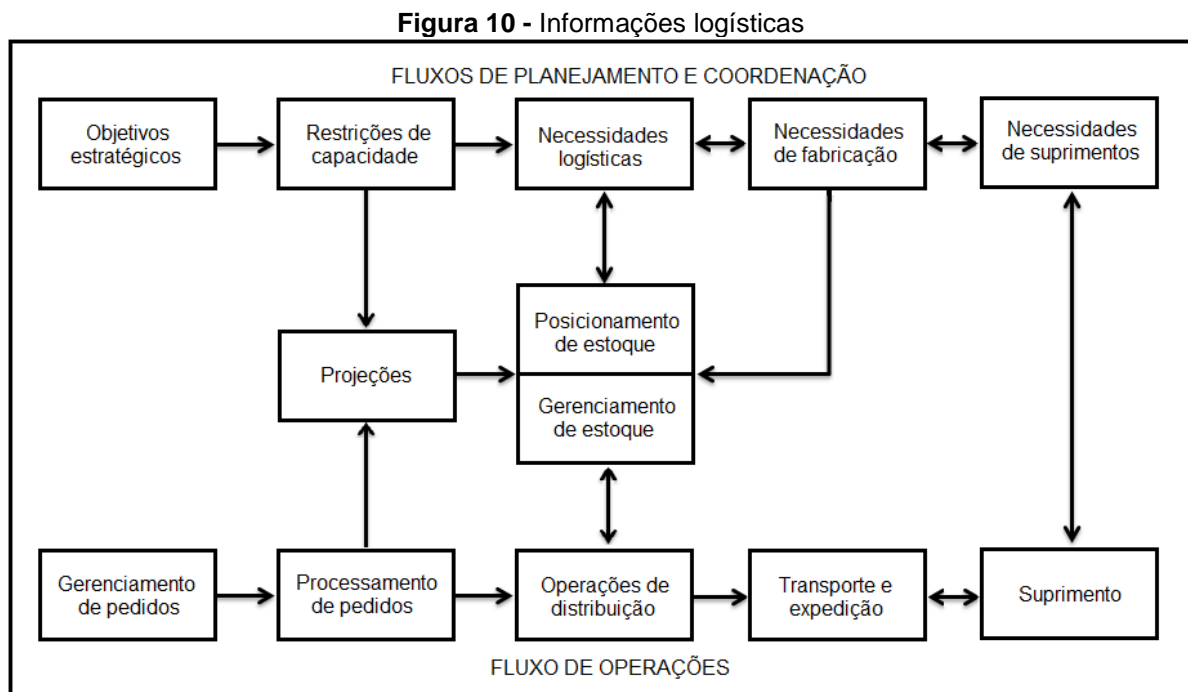 Figura 10 - Informações logísticas
FLUXOS DE PLANEJAMENTO E COORDENAÇÃO
Objetivos
estratégicos
Restrições de
capacidade
Necessidades
logísticas
Necessidades
de fabricação
Necessidades
de suprimentos
Posicionamento
de estoque
Projeções
Gerenciamento
de estoque
Gerenciamento
de pedidos
Processamento
de pedidos
Operações de
distribuição
Transporte e
expedição
Suprimento
FLUXO DE OPERAÇÕES